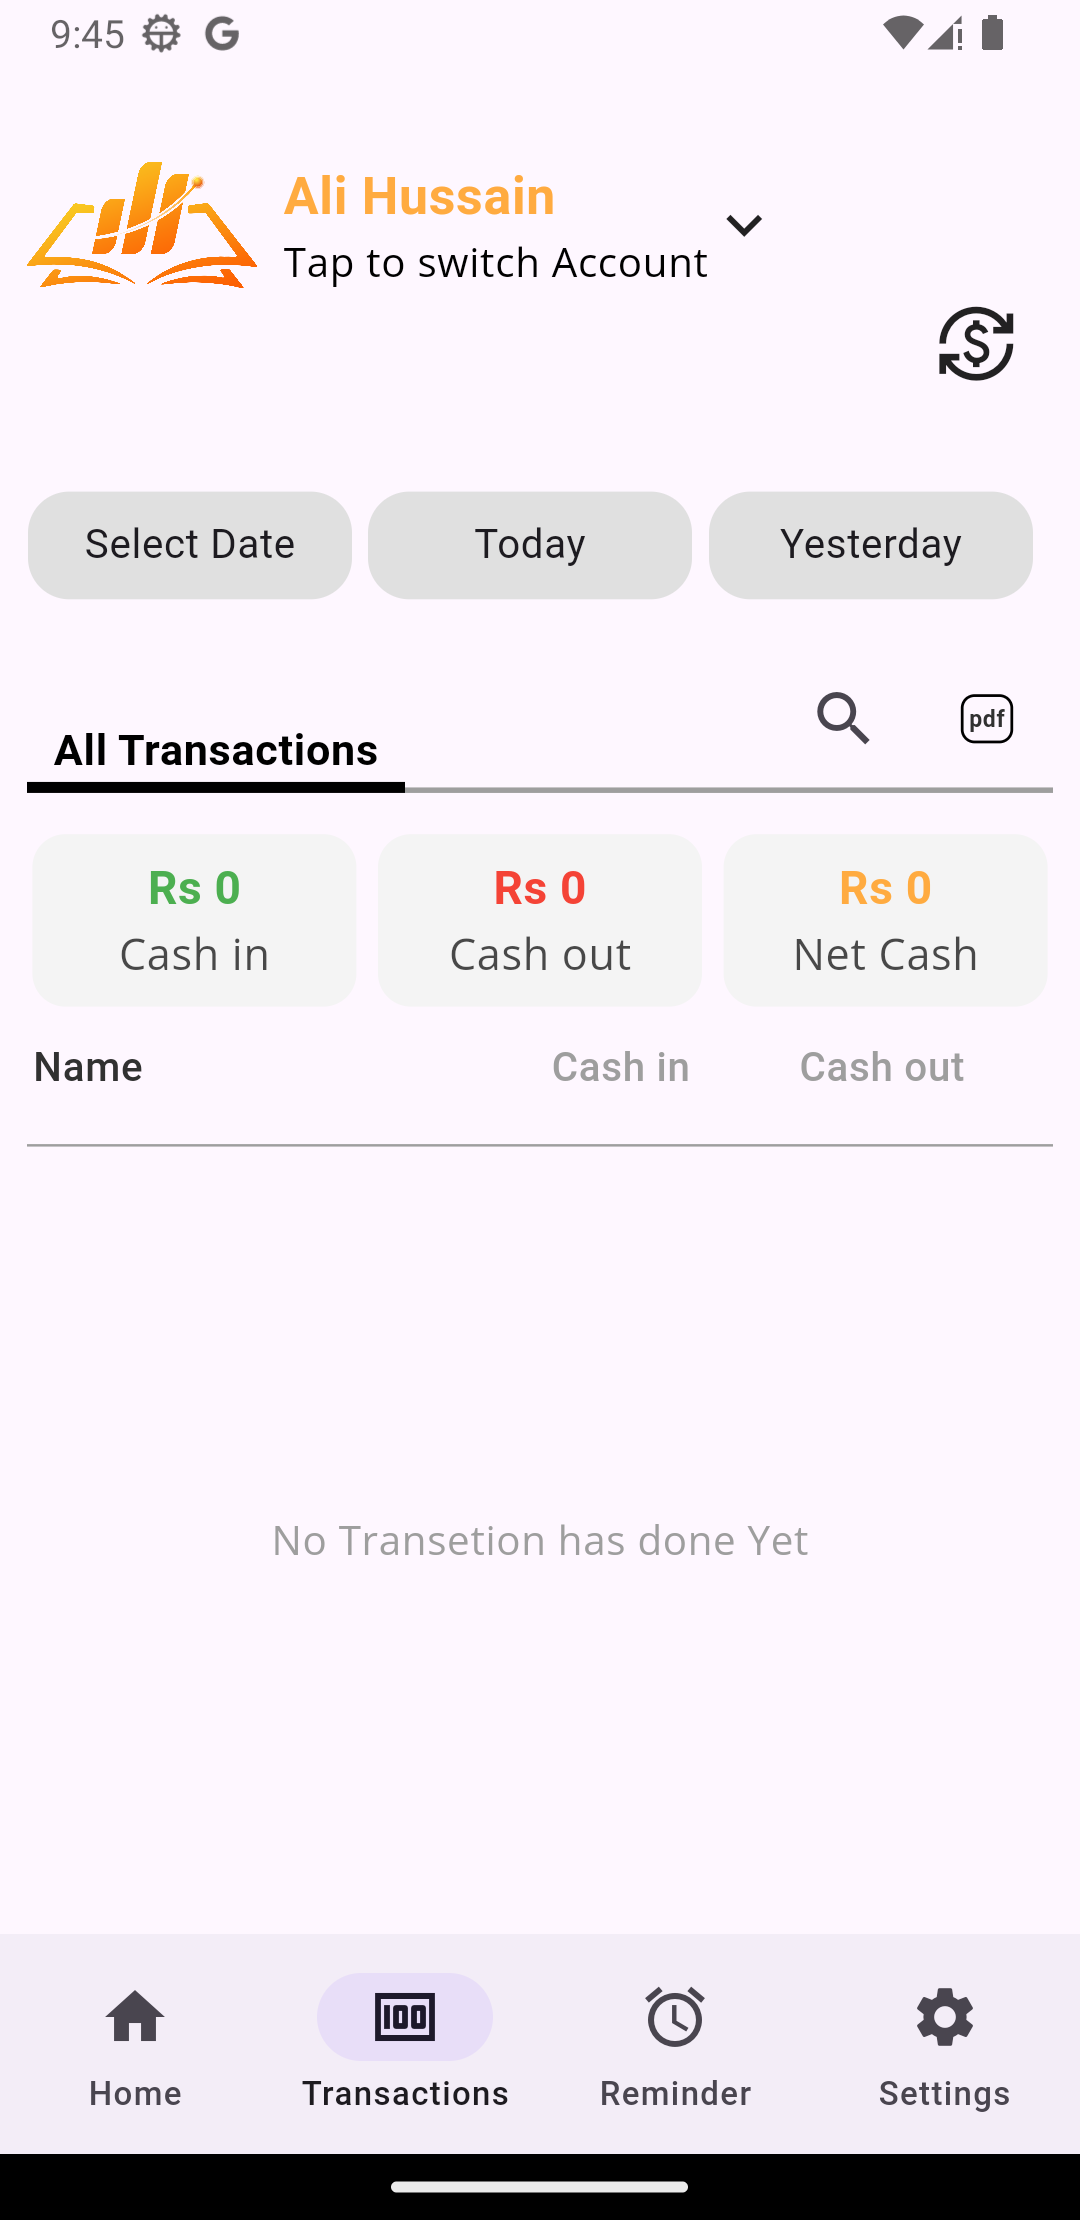 9:45
Ali Hussain
Tap to switch Account
Select Date Today Yesterday
pdf
All Transactions
Rs 0 Rs 0 Rs 0
Cash in Cash out Net Cash
Name Cash in Cash out
No Transetion has done Yet
100
Home Transactions Reminder Settings